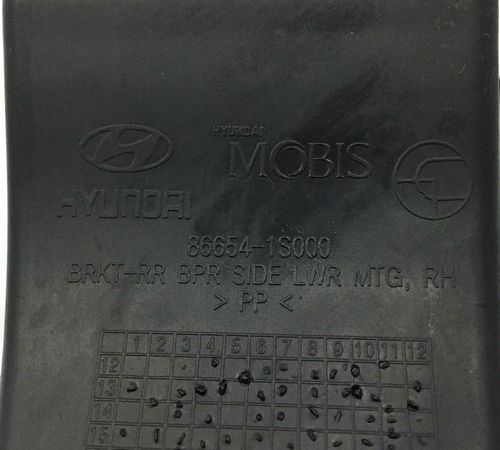 HYUNDAI
MOBIS
HYUNDAI
86654-1S000
BRKT-RR BPR SIDE LWR MTG, RH
> PP <
1 2 3 4 5 6 7 8 9 10 11 12
12
13
14
15